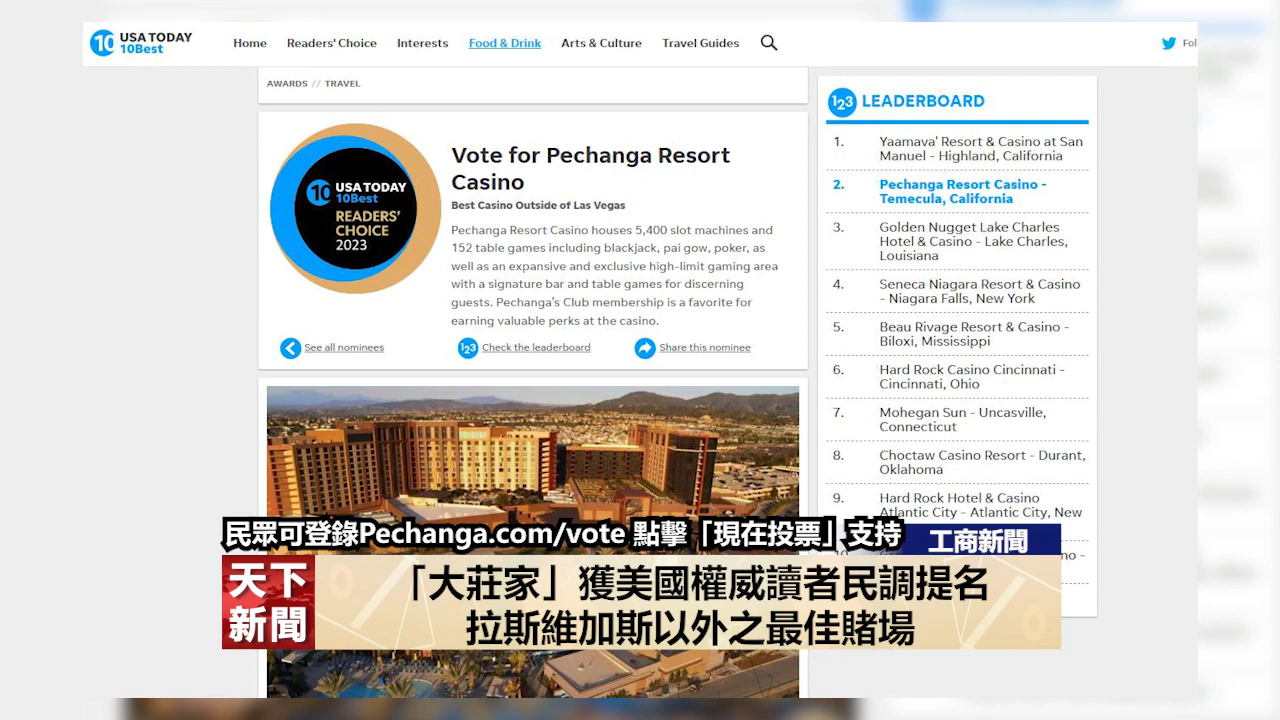 10 USA TODAY
10Best
Home
Readers' Choice
Interests
Food & Drink
Arts & Culture
Travel Guides
Fol
AWARDS // TRAVEL
10 USA TODAY
10Best
READERS'
CHOICE
2023
Vote for Pechanga Resort
Casino
Best Casino Outside of Las Vegas
Pechanga Resort Casino houses 5,400 slot machines and
152 table games including blackjack, pai gow, poker, as
well as an expansive and exclusive high-limit gaming area
with a signature bar and table games for discerning
guests. Pechanga's Club membership is a favorite for
earning valuable perks at the casino.
See all nominees
123 Check the leaderboard
Share this nominee
123 LEADERBOARD
1. Yaamava' Resort & Casino at San
Manuel - Highland, California
2. Pechanga Resort Casino -
Temecula, California
3. Golden Nugget Lake Charles
Hotel & Casino - Lake Charles,
Louisiana
4. Seneca Niagara Resort & Casino
- Niagara Falls, New York
5. Beau Rivage Resort & Casino -
Biloxi, Mississippi
6. Hard Rock Casino Cincinnati -
Cincinnati, Ohio
7. Mohegan Sun - Uncasville,
Connecticut
8. Choctaw Casino Resort - Durant,
Oklahoma
9. Hard Rock Hotel & Casino
Atlantic City - Atlantic City, New
民眾可登錄Pechanga.com/vote 點擊「現在投票」支持
工商新聞
天下
新聞
「大莊家」獲美國權威讀者民調提名
拉斯維加斯以外之最佳賭場